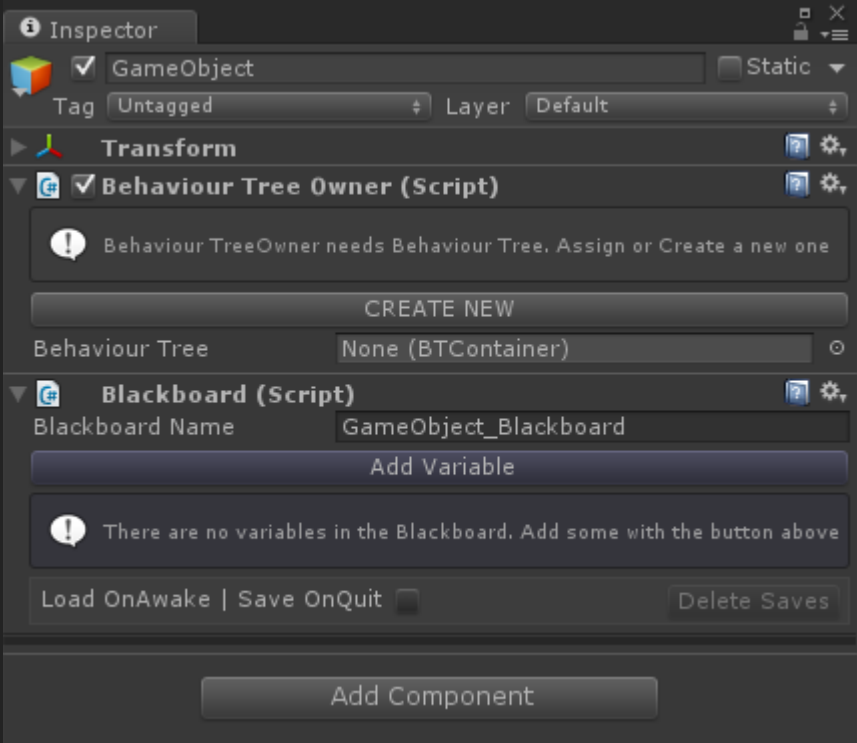 Inspector
GameObject Static
Tag Untagged Layer Default
Transform
Behaviour Tree Owner (Script)
Behaviour TreeOwner needs Behaviour Tree. Assign or Create a new one
CREATE NEW
Behaviour Tree None (BTContainer)
Blackboard (Script)
Blackboard Name GameObject_Blackboard
Add Variable
There are no variables in the Blackboard. Add some with the button above
Load OnAwake | Save OnQuit Delete Saves
Add Component